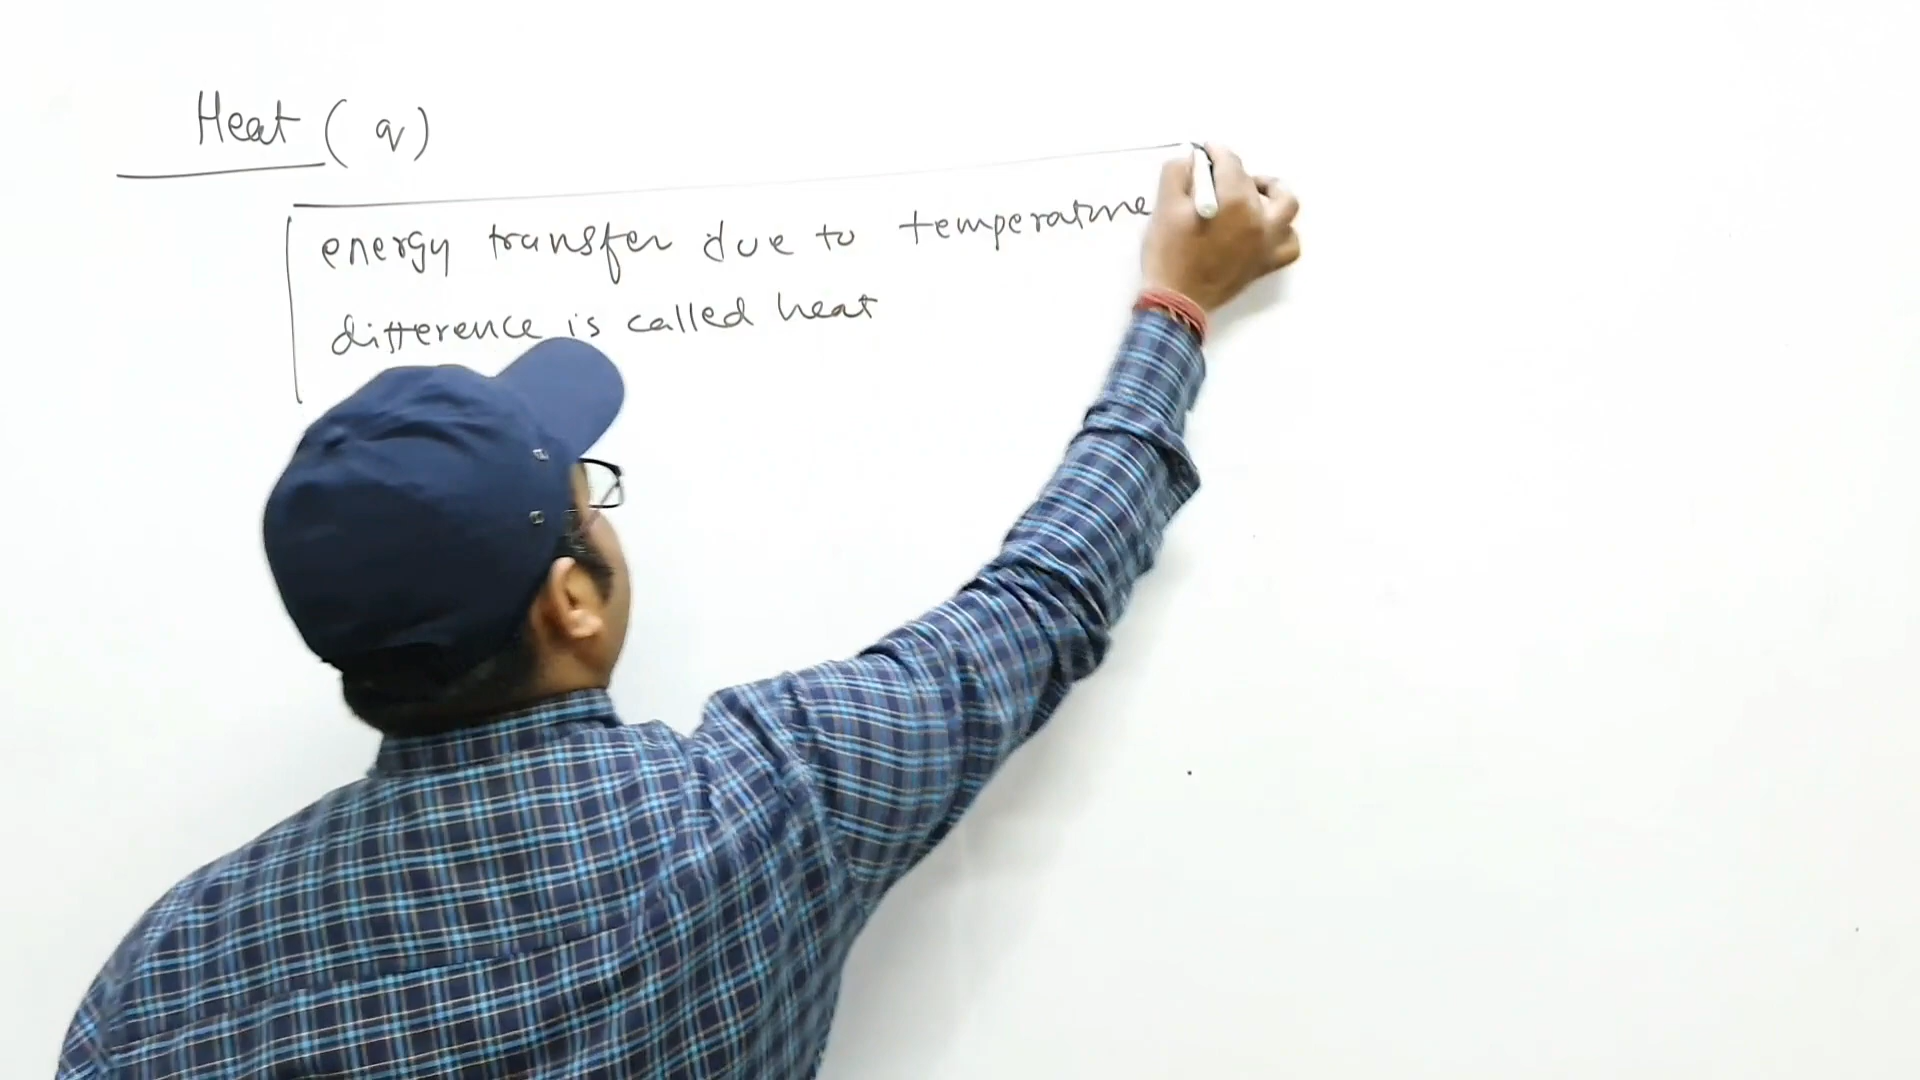 Heat (q)
energy transfer due to temperature
difference is called heat